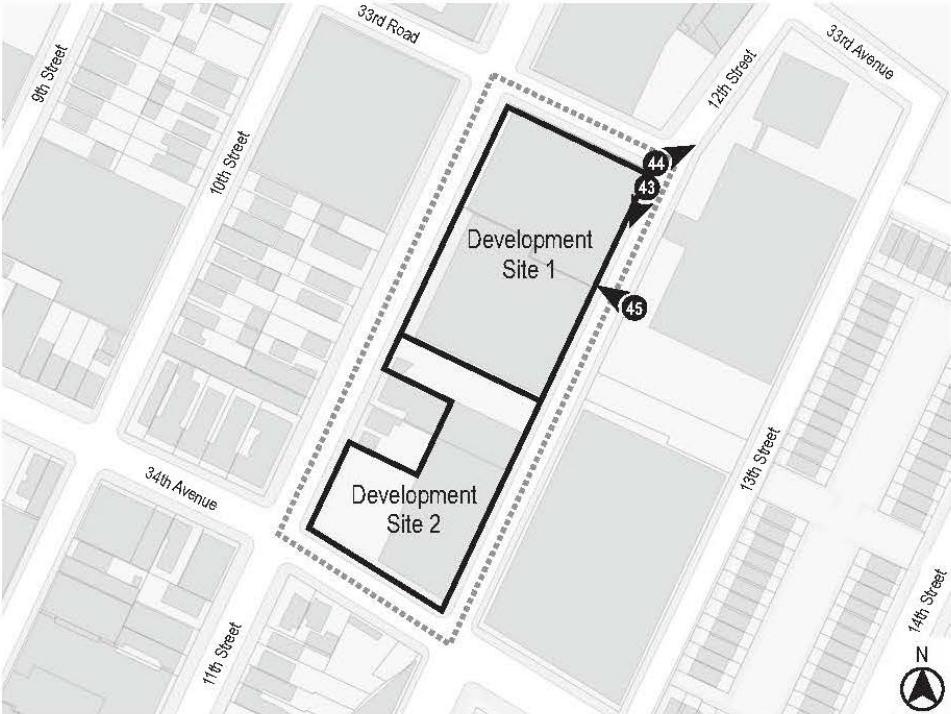 33rd Road
33rd Avenue
9th Street
12th Street
10th Street
44
43
Development
Site 1
45
13th Street
34th Avenue
Development
Site 2
14th Street
11th Street
N